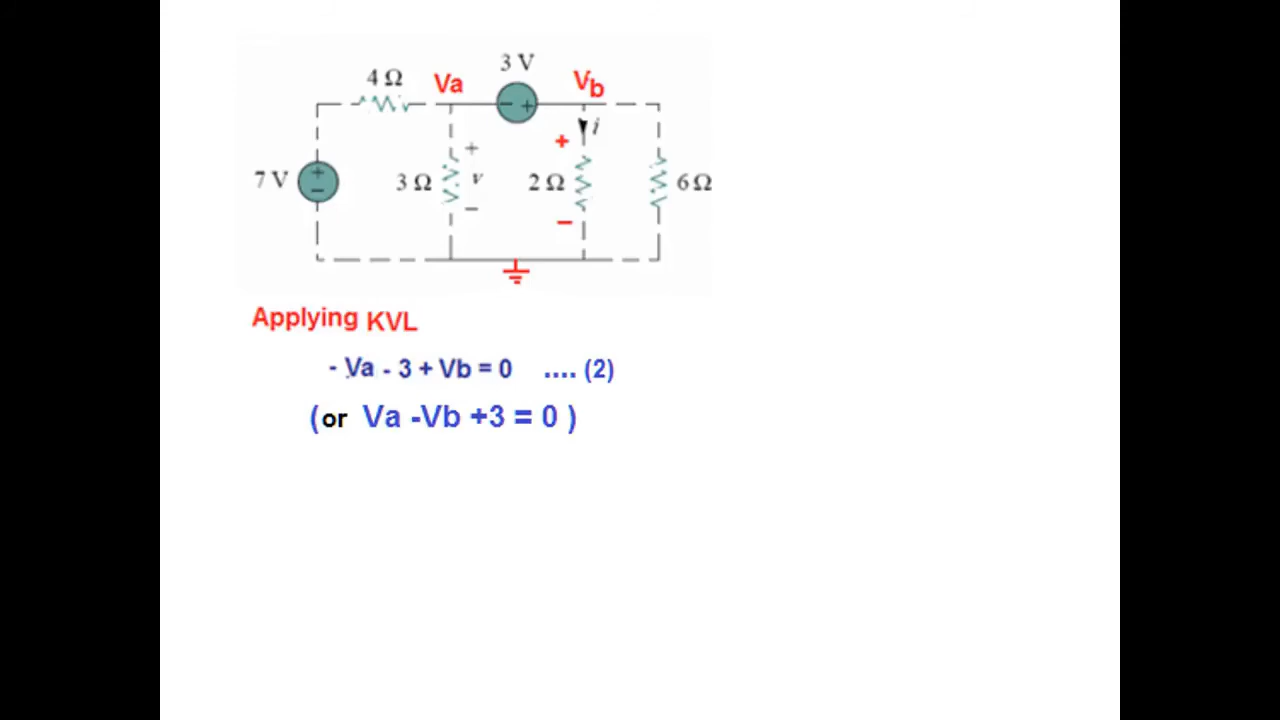 3 V
4 Ω Va Vb
- +
+ i
+ +
7 V + 3 Ω v 2 Ω 6 Ω
- - -
Applying KVL
- Va - 3 + Vb = 0 .... (2)
(or Va -Vb +3 = 0 )